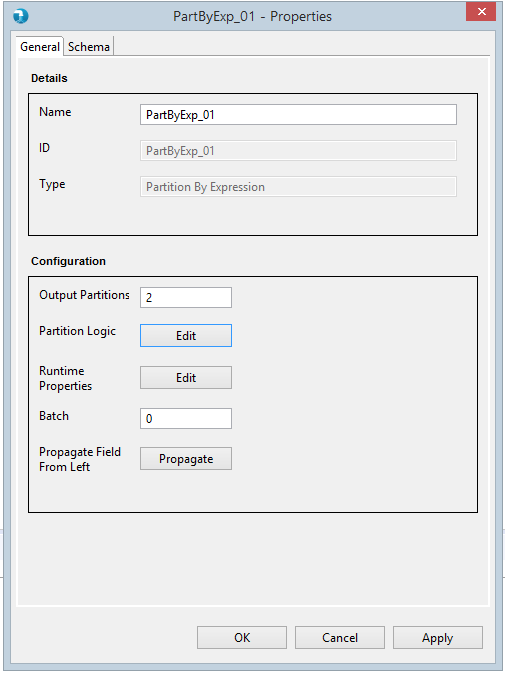 PartByExp_01 - Properties
General Schema
Details
Name PartByExp_01
ID PartByExp_01
Type Partition By Expression
Configuration
Output Partitions 2
Partition Logic Edit
Runtime
Properties Edit
Batch 0
Propagate Field
From Left Propagate
OK Cancel Apply